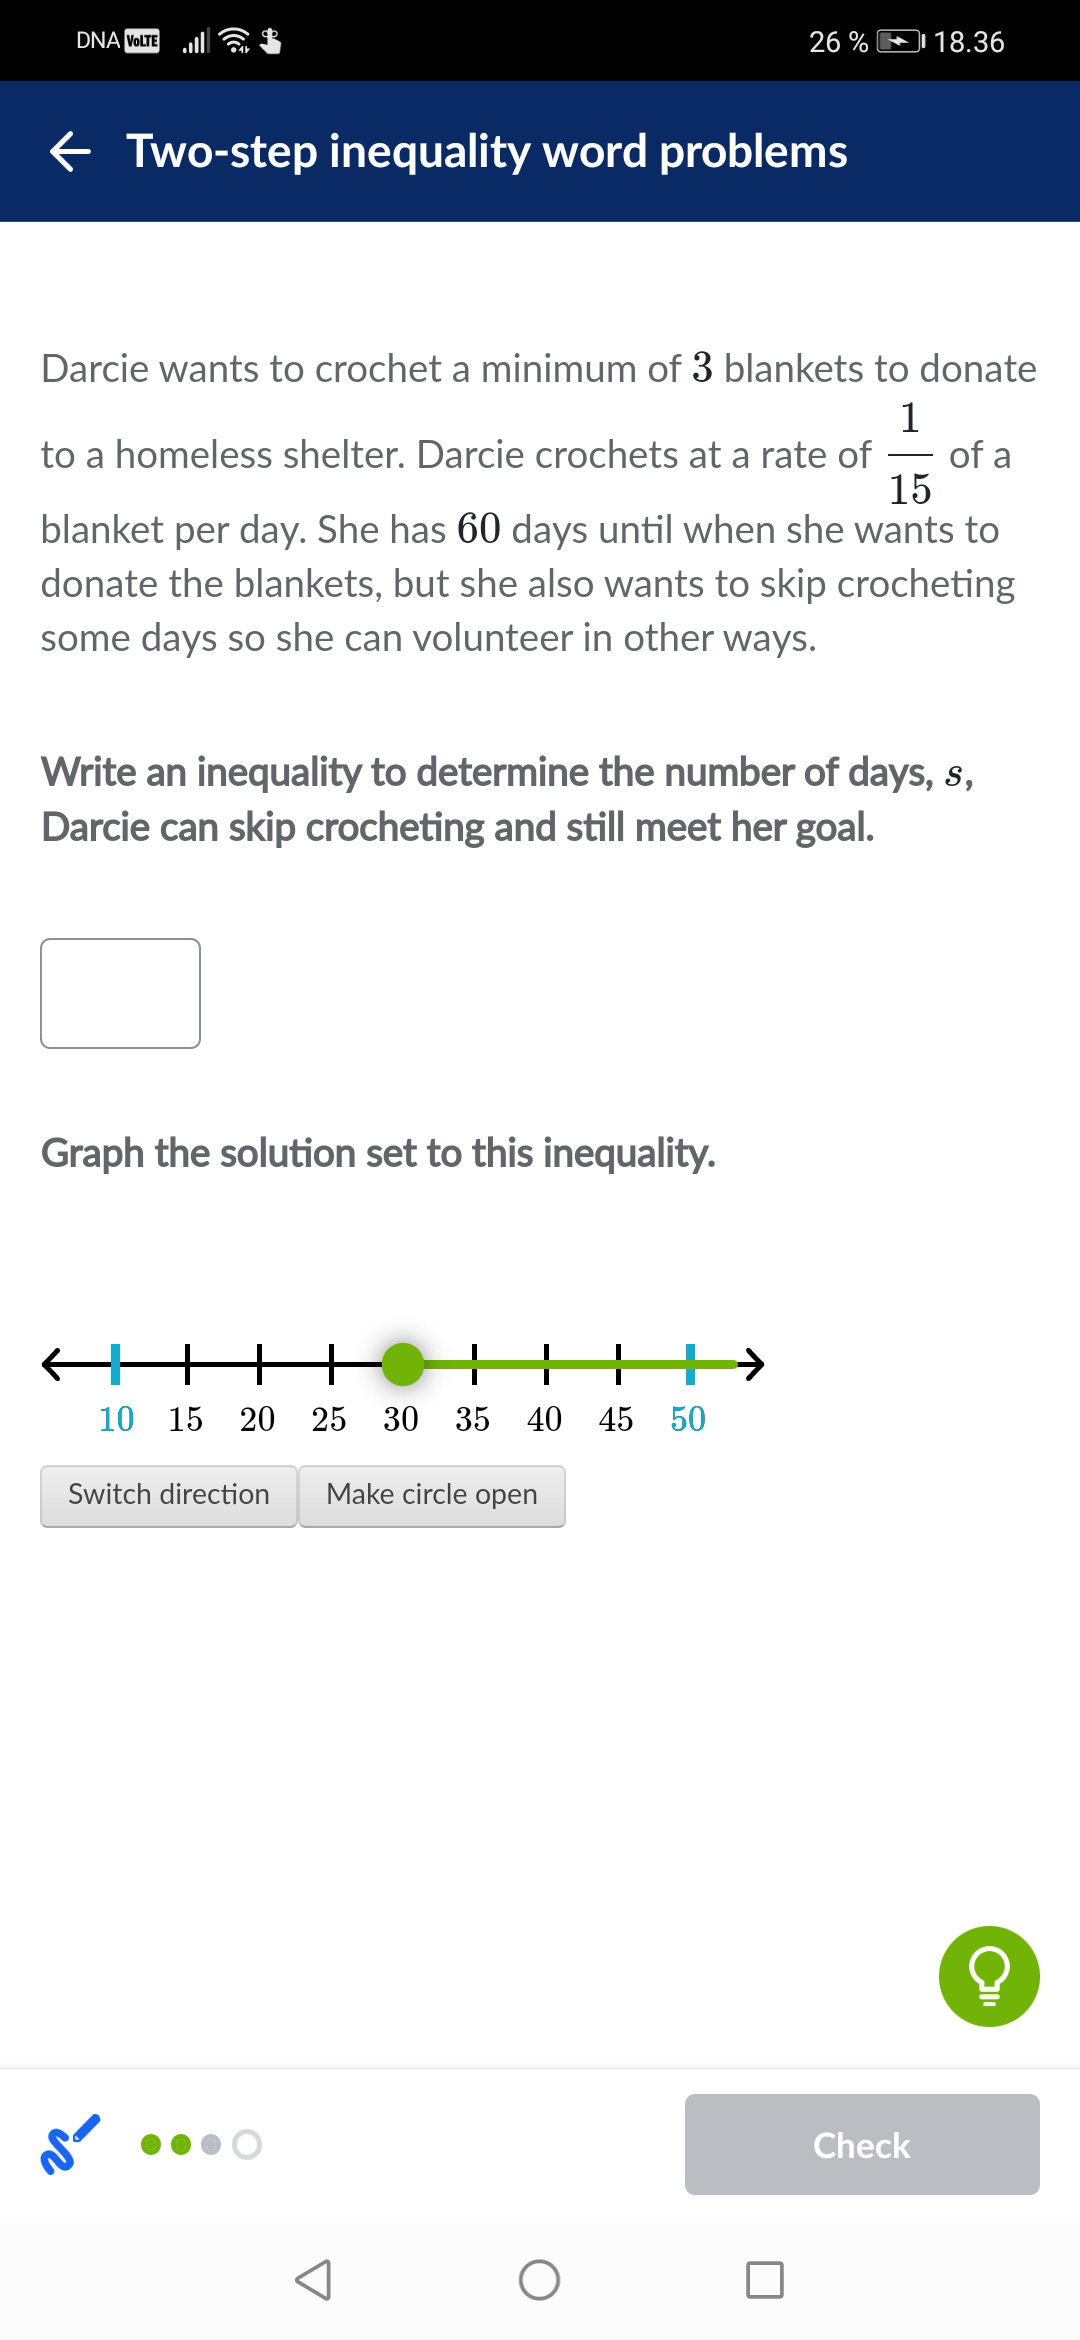 DNA VoLTE 26 % 18.36
Two-step inequality word problems
Darcie wants to crochet a minimum of 3 blankets to donate
to a homeless shelter. Darcie crochets at a rate of 1/15 of a
blanket per day. She has 60 days until when she wants to
donate the blankets, but she also wants to skip crocheting
some days so she can volunteer in other ways.
Write an inequality to determine the number of days, s,
Darcie can skip crocheting and still meet her goal.
Graph the solution set to this inequality.
10 15 20 25 30 35 40 45 50
Switch direction Make circle open
Check